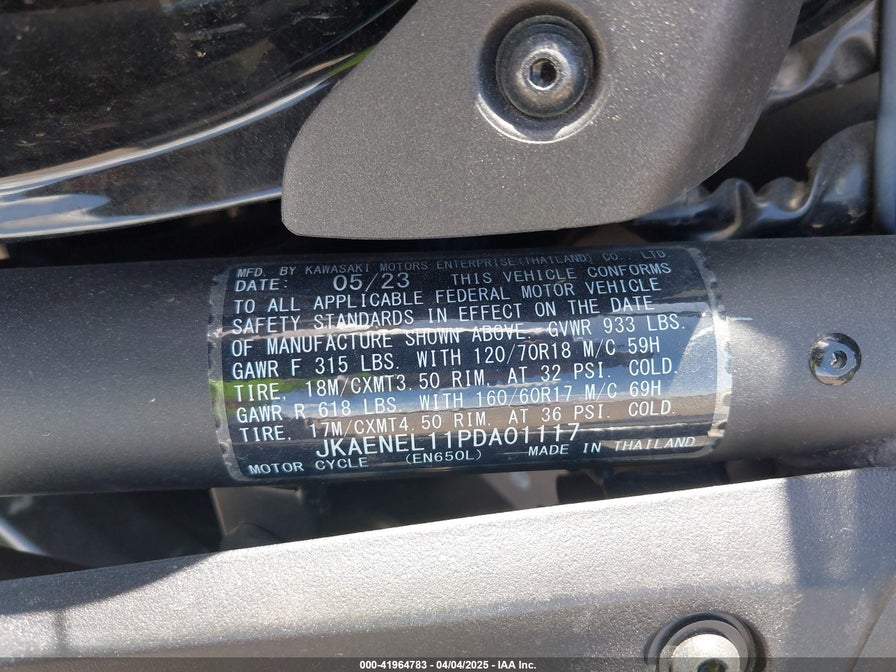 MFD. BY KAWASAKI MOTORS ENTERPRISE(THAILAND) CO., LTD.
DATE: 05/23 THIS VEHICLE CONFORMS
TO ALL APPLICABLE FEDERAL MOTOR VEHICLE
SAFETY STANDARDS IN EFFECT ON THE DATE
OF MANUFACTURE SHOWN ABOVE. GVWR 933 LBS.
GAWR F 315 LBS. WITH 120/70R18 M/C 59H
TIRE, 18M/CXMT3.50 RIM, AT 32 PSI. COLD.
GAWR R 618 LBS. WITH 160/60R17 M/C 69H
TIRE, 17M/CXMT4.50 RIM, AT 36 PSI. COLD.
JKAENEL11PDA01117
MOTOR CYCLE (EN650L) MADE IN THAILAND
000-41964783 / 04/04/2025 - IAA Inc.